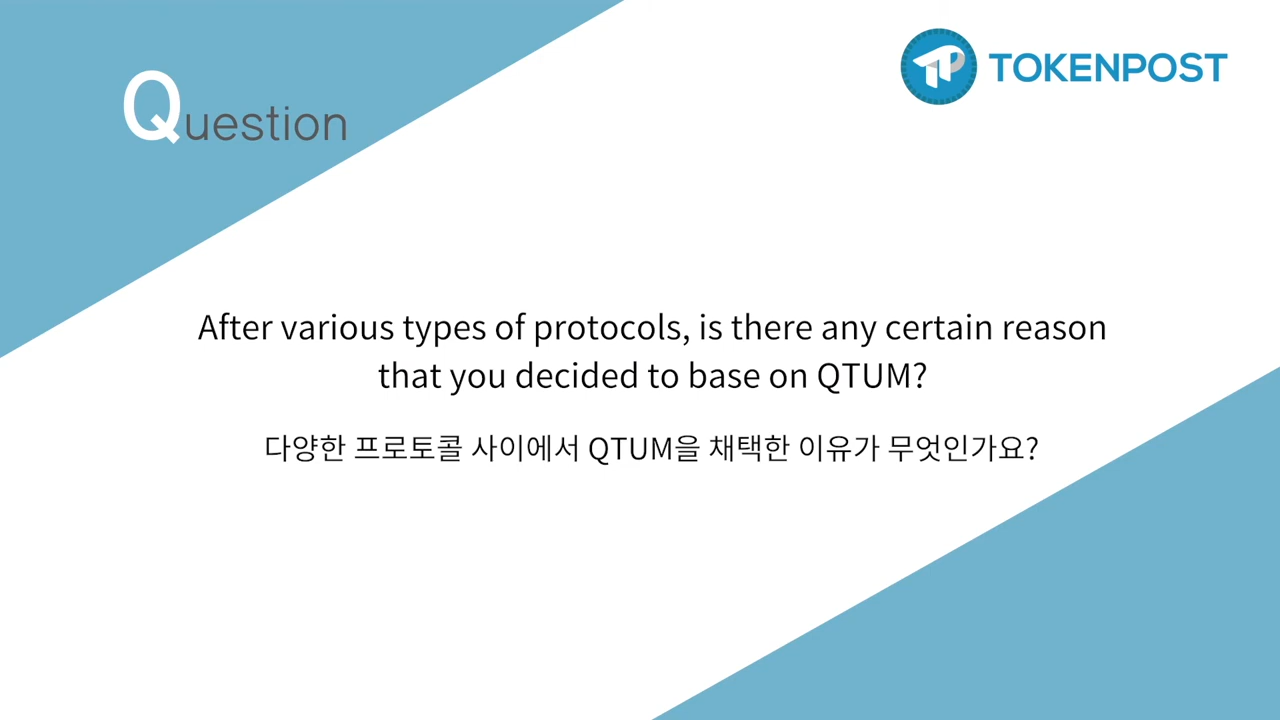 Question
TOKENPOST
After various types of protocols, is there any certain reason
that you decided to base on QTUM?
다양한 프로토콜 사이에서 QTUM을 채택한 이유가 무엇인가요?